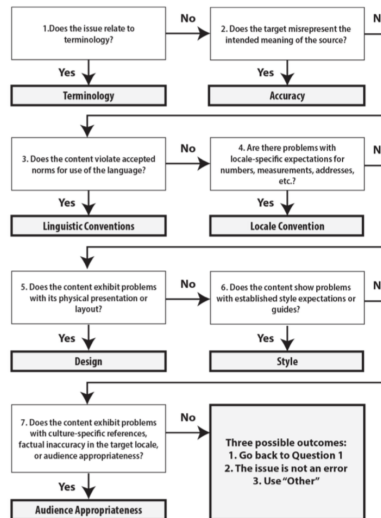 1.Does the issue relate to
terminology?
No
2. Does the target misrepresent the
intended meaning of the source?
Yes
Terminology
Yes
Accuracy
3. Does the content violate accepted
norms for use of the language?
No
4. Are there problems with
locale-specific expectations for
numbers, measurements, addresses,
etc.?
Yes
Linguistic Conventions
Yes
Locale Convention
5. Does the content exhibit problems
with its physical presentation or
layout?
No
6. Does the content show problems
with established style expectations or
guides?
Yes
Design
Yes
Style
7. Does the content exhibit problems
with culture-specific references,
factual inaccuracy in the target locale,
or audience appropriateness?
No
Three possible outcomes:
1. Go back to Question 1
2. The issue is not an error
3. Use "Other"
Yes
Audience Appropriateness